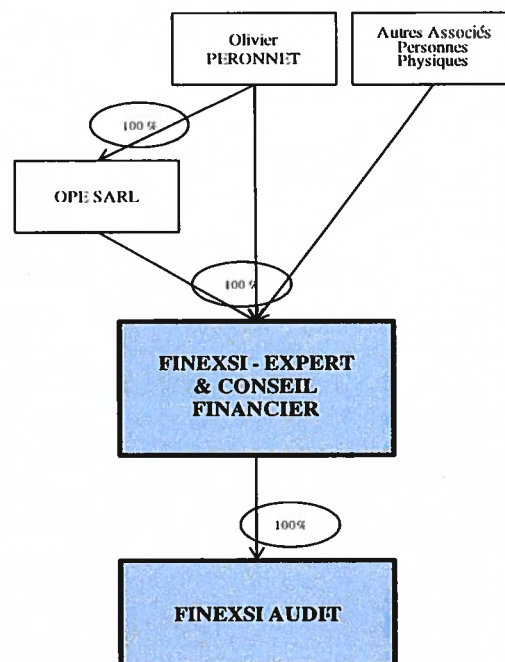 Olivier
PERONNET
Autres Associés
Personnes
Physiques
100 %
OPE SARL
100 %
FINEXSI - EXPERT
& CONSEIL
FINANCIER
100%
FINEXSI AUDIT